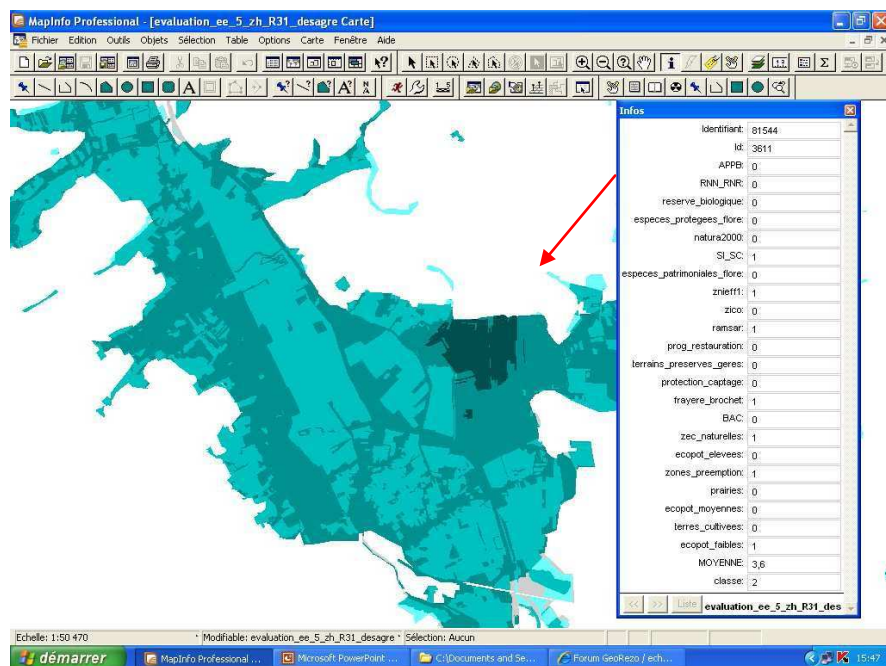 MapInfo Professional - [evaluation_ee_5_zh_R31_desagre Carte]
Fichier Edition Outils Objets Sélection Table Options Carte Fenêtre Aide
Infos
Identifiant: 81544
Id: 3611
APPB: 0
RNN_RNR: 0
reserve_biologique: 0
especes_protegees_flore: 0
natura2000: 0
SI_SC: 1
especes_patrimoniales_flore: 0
znieff1: 1
zico: 0
ramsar: 1
prog_restauration: 0
terrains_preserves_geres: 0
protection_captage: 0
frayere_brochet: 1
BAC: 0
zec_naturelles: 1
ecopot_elevees: 0
zones_preemption: 1
prairies: 0
ecopot_moyennes: 0
terres_cultivees: 0
ecopot_faibles: 1
MOYENNE: 3,6
classe: 2
<< >> Liste evaluation_ee_5_zh_R31_des
Echelle: 1:50 470 Modifiable: evaluation_ee_5_zh_R31_desagre Sélection: Aucun
démarrer MapInfo Professional ... Microsoft PowerPoint ... C:\Documents and Se... Forum GeoRezo / ech... 15:47